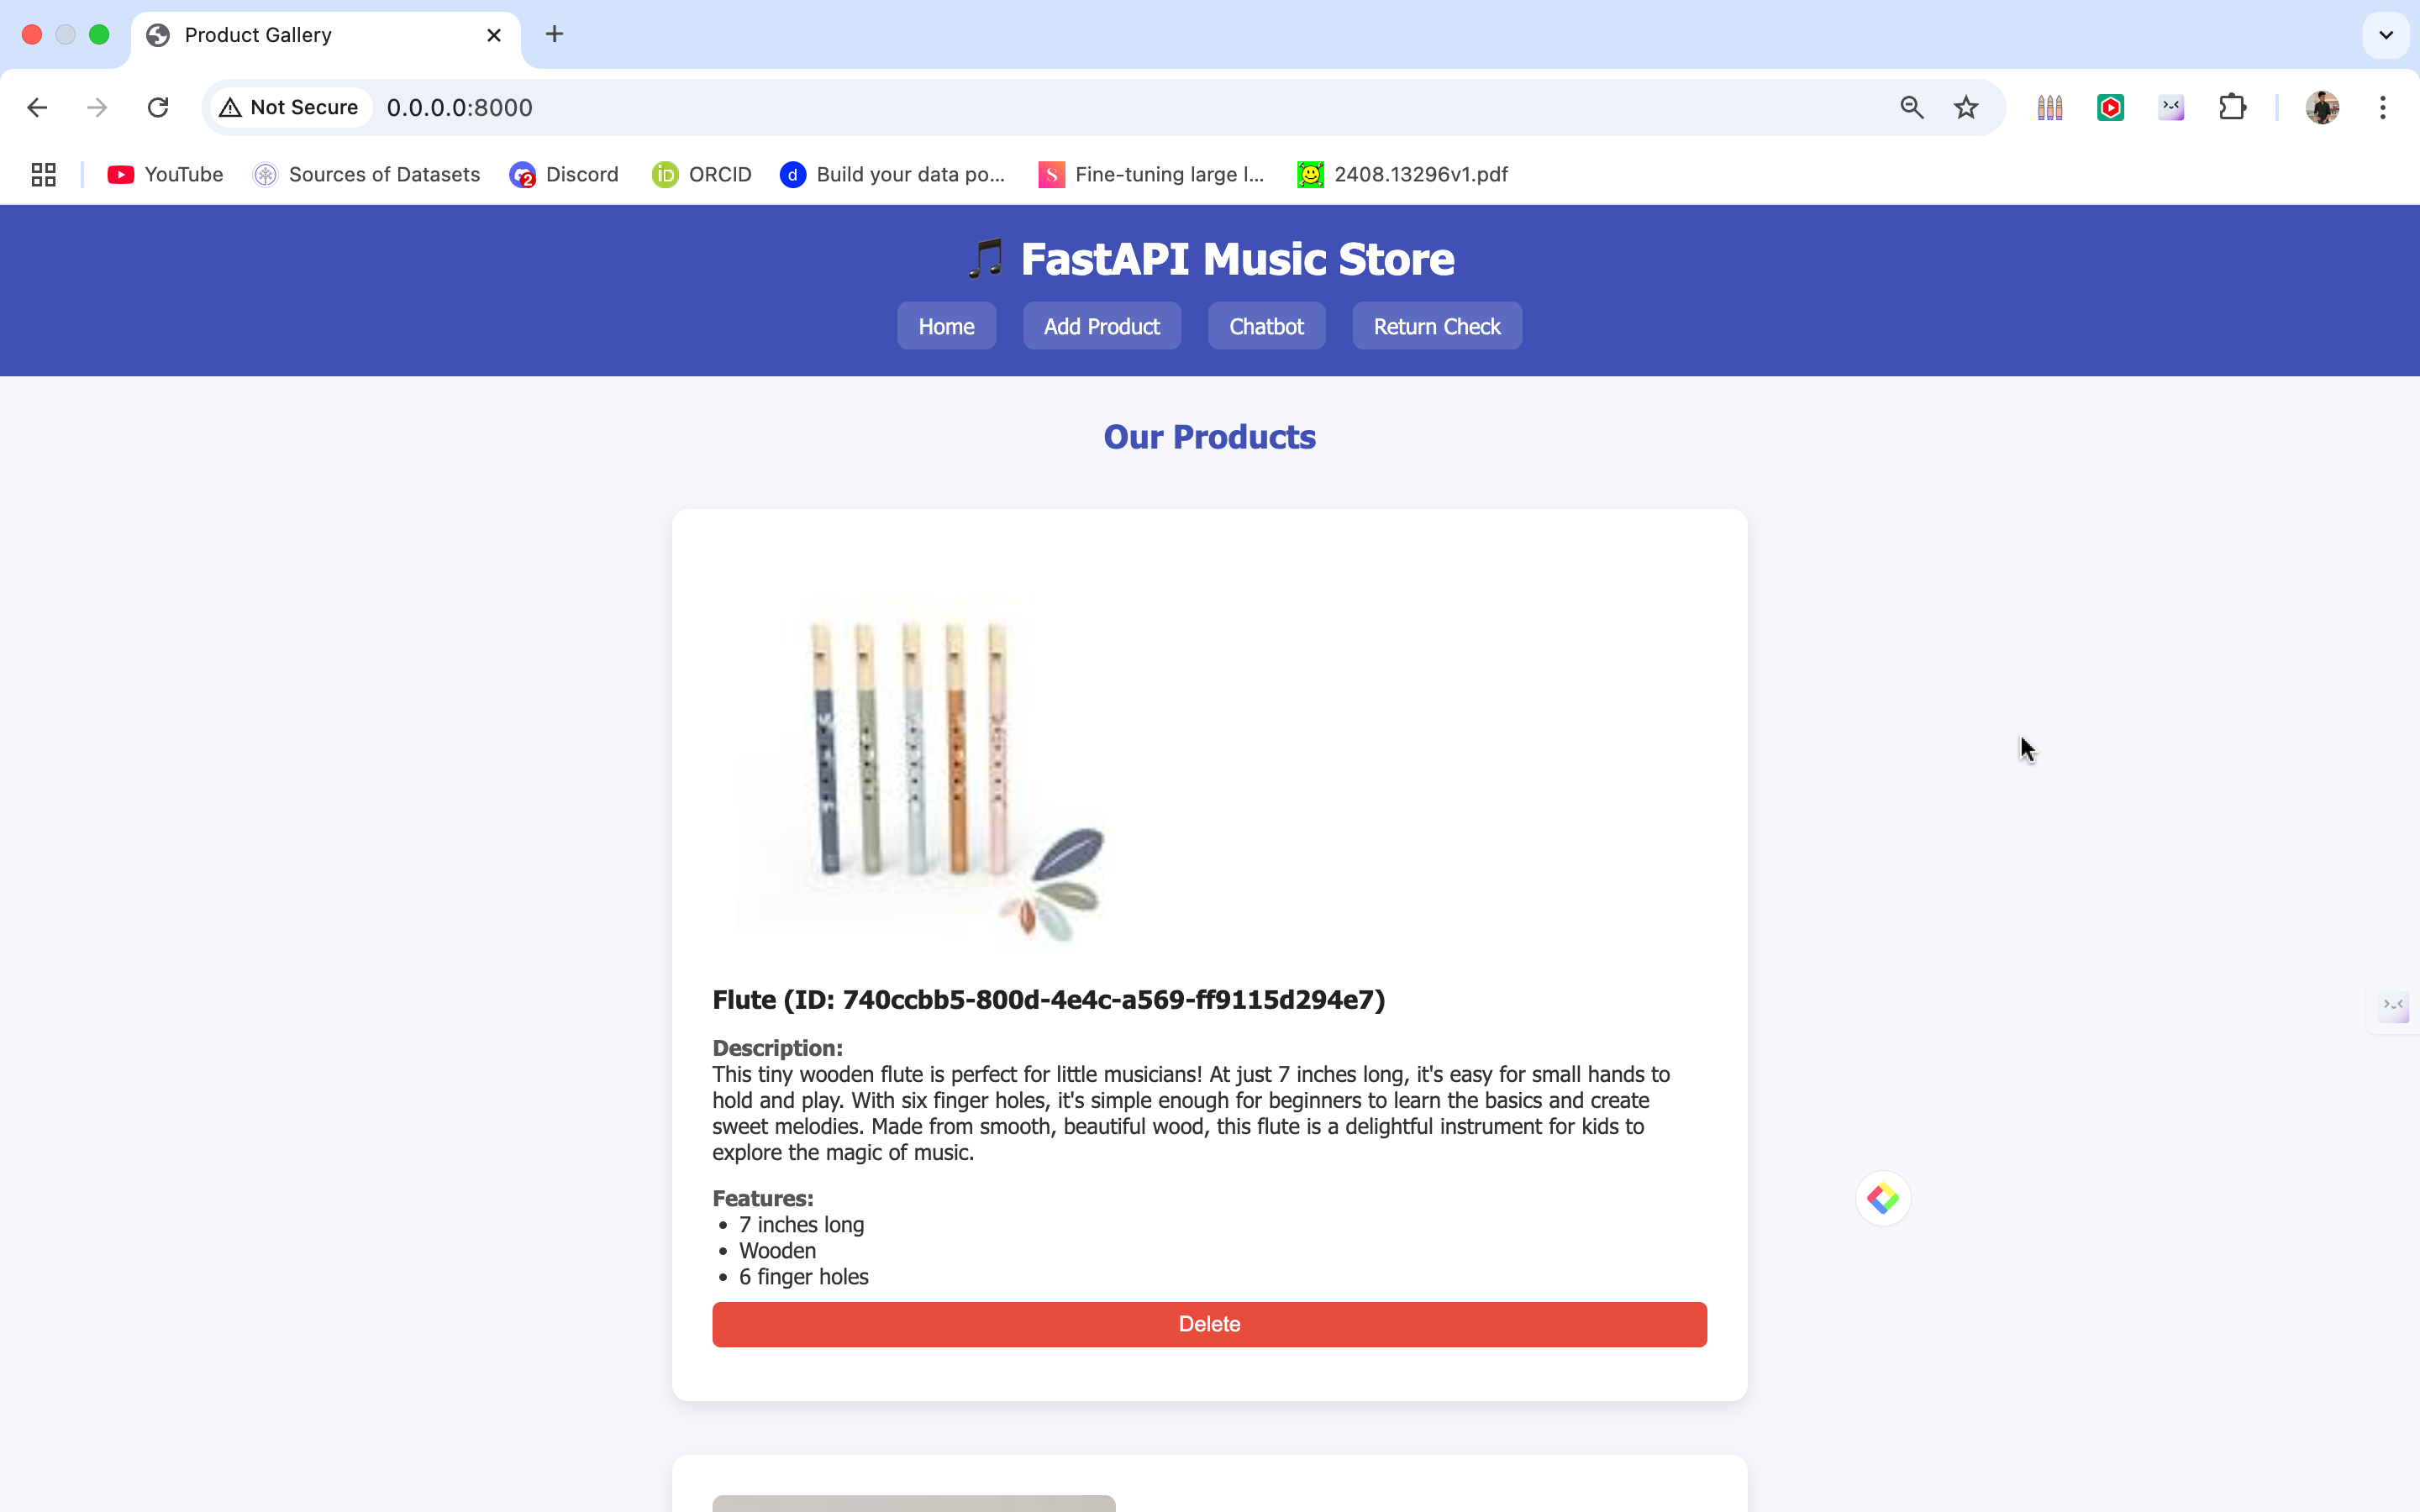 Product Gallery
Not Secure
0.0.0.0:8000
YouTube
Sources of Datasets
2
Discord
iD
ORCID
d
Build your data po...
S
Fine-tuning large l...
2408.13296v1.pdf
FastAPI Music Store
Home
Add Product
Chatbot
Return Check
Our Products
Flute (ID: 740ccbb5-800d-4e4c-a569-ff9115d294e7)
Description:
This tiny wooden flute is perfect for little musicians! At just 7 inches long, it's easy for small hands to
hold and play. With six finger holes, it's simple enough for beginners to learn the basics and create
sweet melodies. Made from smooth, beautiful wood, this flute is a delightful instrument for kids to
explore the magic of music.
Features:
• 7 inches long
• Wooden
• 6 finger holes
Delete